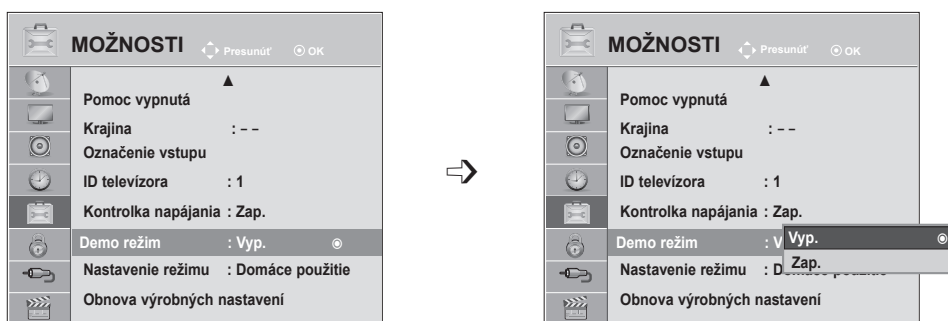 MOŽNOSTI Presunúť OK
Pomoc vypnutá
Krajina : – –
Označenie vstupu
ID televízora : 1
Kontrolka napájania : Zap.
Demo režim : Vyp.
Nastavenie režimu : Domáce použitie
Obnova výrobných nastavení
MOŽNOSTI Presunúť OK
Pomoc vypnutá
Krajina : – –
Označenie vstupu
ID televízora : 1
Kontrolka napájania : Zap.
Demo režim : V
Vyp.
Zap.
Nastavenie režimu : Domáce použitie
Obnova výrobných nastavení